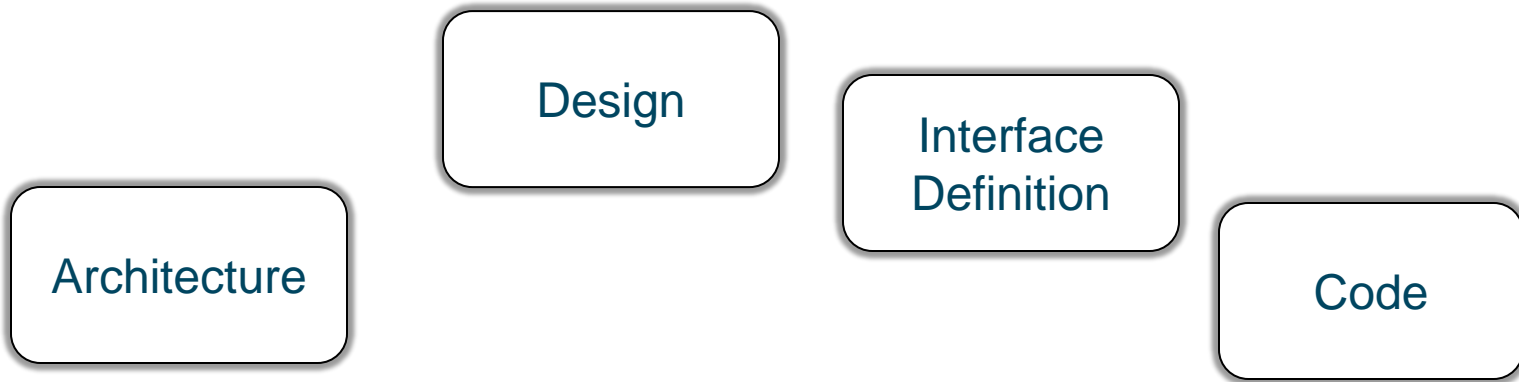 Architecture
Design
Interface
Definition
Code